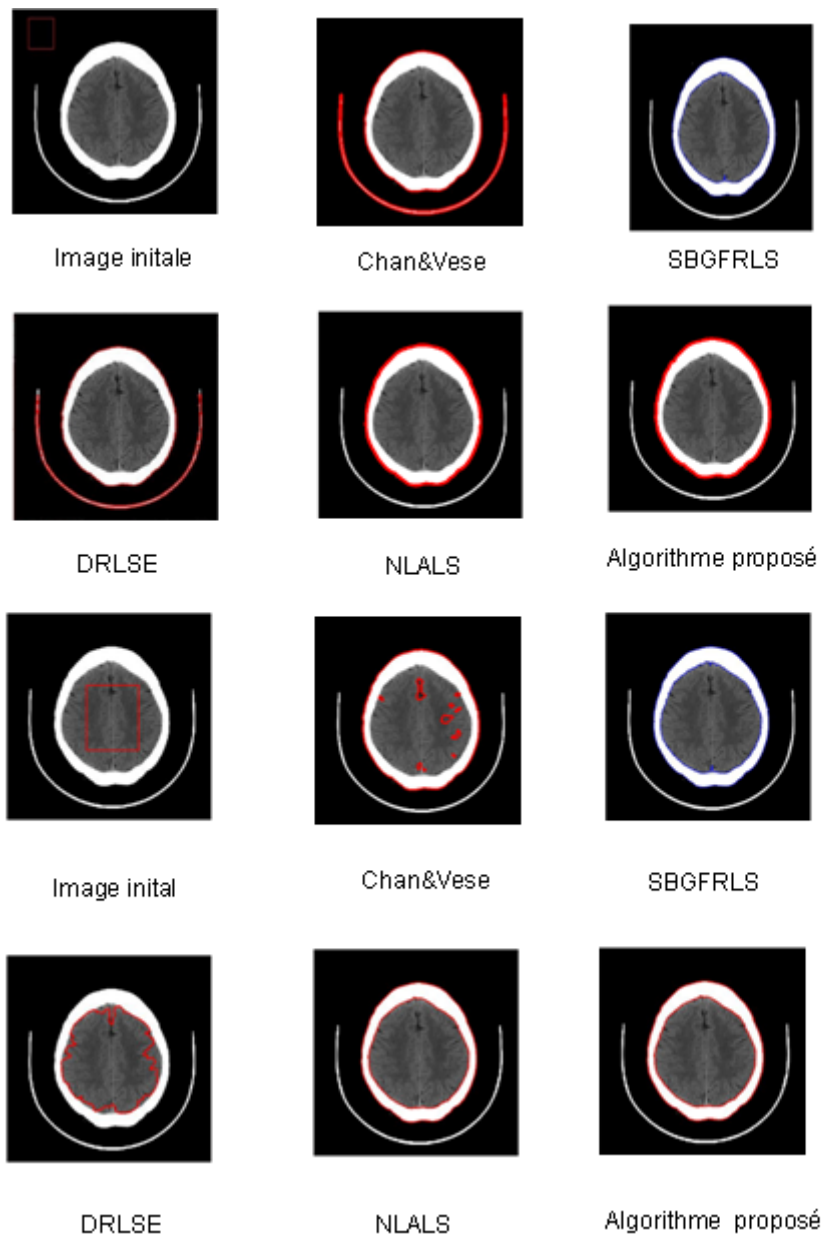 Image initale
Chan&Vese
SBGFRLS
DRLSE
NLALS
Algorithme proposé
Image inital
Chan&Vese
SBGFRLS
DRLSE
NLALS
Algorithme proposé